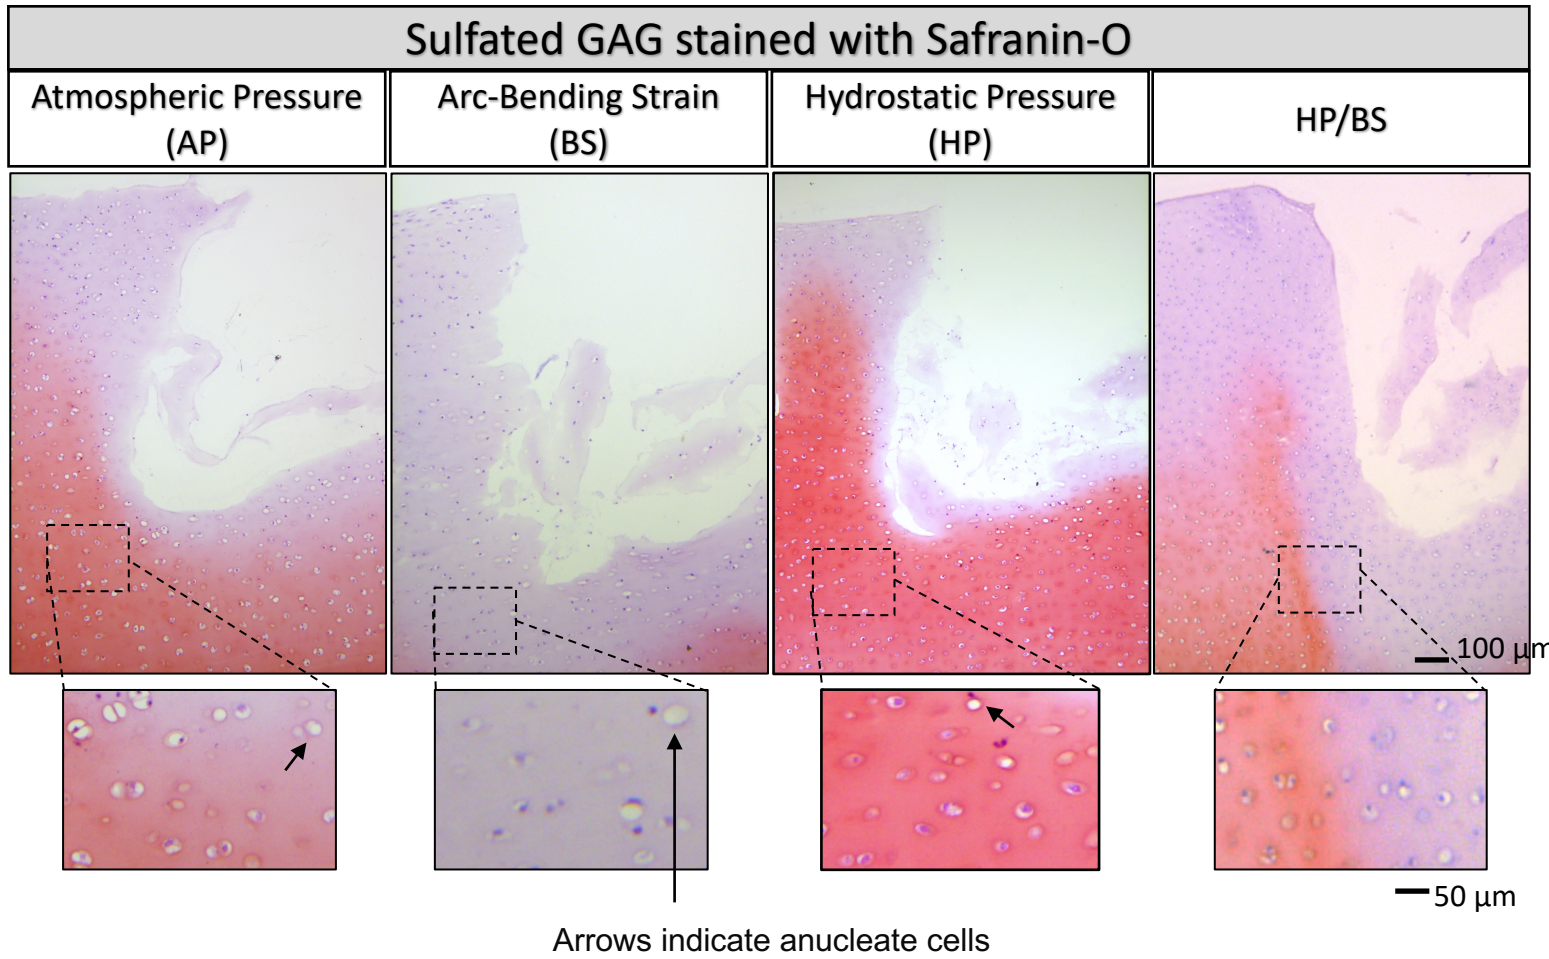 Sulfated GAG stained with Safranin-O
Atmospheric Pressure
(AP)
Arc-Bending Strain
(BS)
Hydrostatic Pressure
(HP)
HP/BS
100 μm
50 μm
Arrows indicate anucleate cells